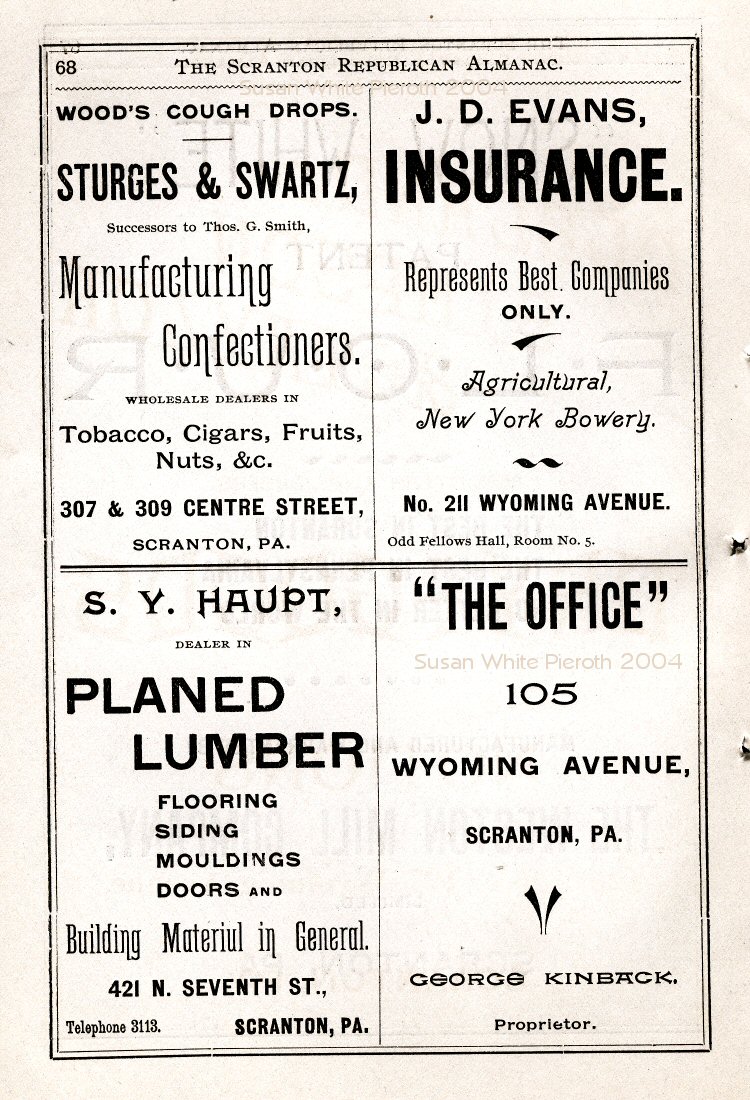 68 THE SCRANTON REPUBLICAN ALMANAC.
Susan White Pieroth 2004
WOOD'S COUGH DROPS.
STURGES & SWARTZ,
Successors to Thos. G. Smith,
Manufacturing
Confectioners.
WHOLESALE DEALERS IN
Tobacco, Cigars, Fruits,
Nuts, &c.
307 & 309 CENTRE STREET,
SCRANTON, PA.
J. D. EVANS,
INSURANCE.
Represents Best Companies
ONLY.
Agricultural,
New York Bowery.
No. 211 WYOMING AVENUE.
Odd Fellows Hall, Room No. 5.
S. Y. HAUPT,
DEALER IN
PLANED
LUMBER
FLOORING
SIDING
MOULDINGS
DOORS AND
Building Materiul in General.
421 N. SEVENTH ST.,
Telephone 3113. SCRANTON, PA.
"THE OFFICE"
Susan White Pieroth 2004
105
WYOMING AVENUE,
SCRANTON, PA.
GEORGE KINBACK.
Proprietor.